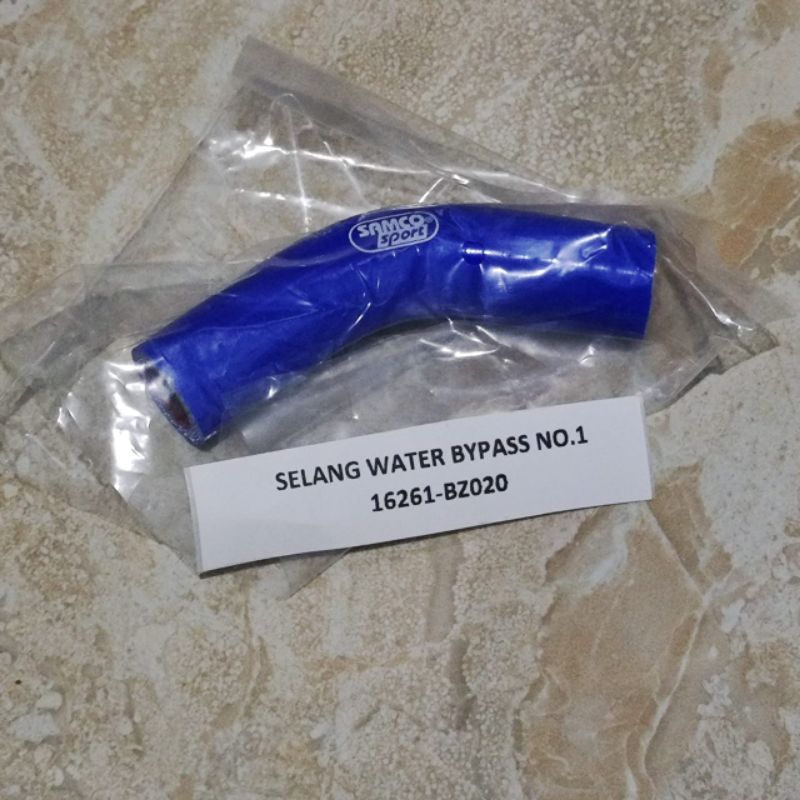 SAMCO
sport
SELANG WATER BYPASS NO.1
16261-BZ020